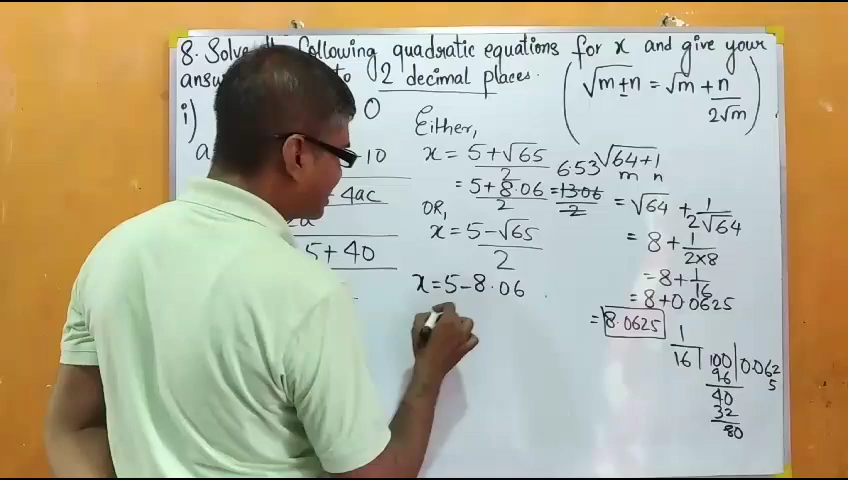 8. Solve the following quadratic equations for x and give your
answ to 2 decimal places.
(√m+n = √m + n/2√m)
i) 0
a -10
4ac
2a
5+40
Either,
x = 5+√65/2
= 5+8.06/2 = 13.06/2 6.53
OR,
x = 5-√65/2
x = 5-8.06
√64+1
m n
= √64 + 1/2√64
= 8 + 1/2×8
= 8 + 1/16
= 8 + 0.0625
= 8.0625
1
16 | 100 | 0.062
96 5
40
32
80